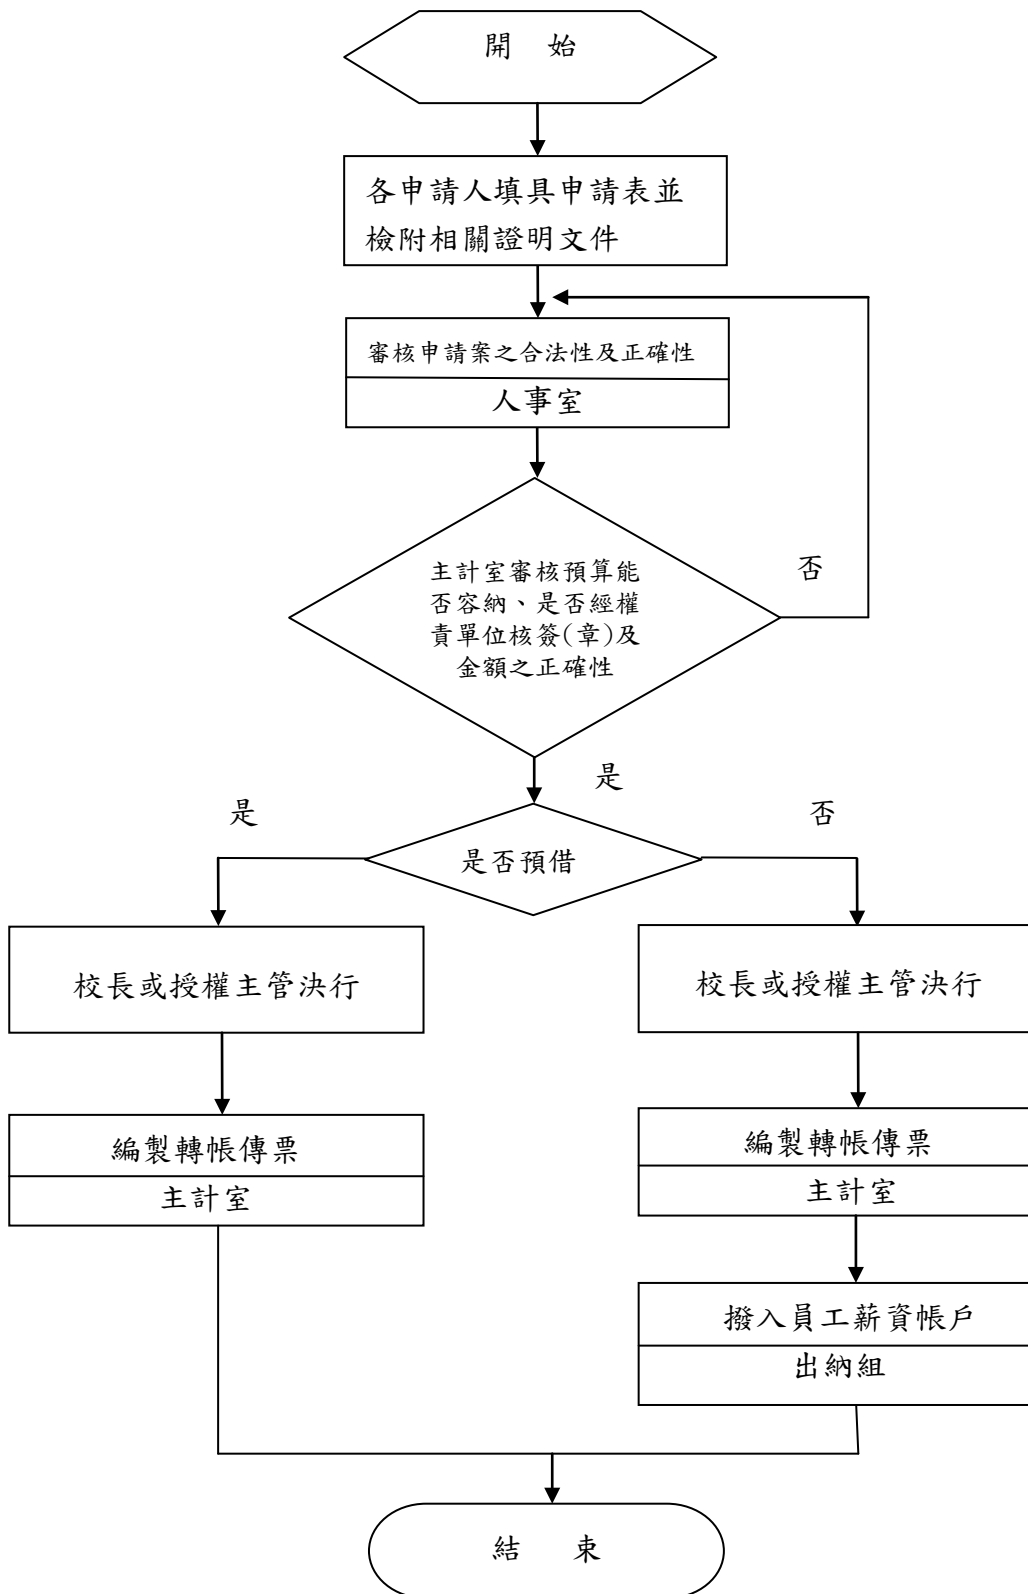 開 始
各申請人填具申請表並
檢附相關證明文件
審核申請案之合法性及正確性
人事室
否
主計室審核預算能
否容納、是否經權
責單位核簽(章)及
金額之正確性
是
是
否
是否預借
校長或授權主管決行
校長或授權主管決行
編製轉帳傳票
主計室
編製轉帳傳票
主計室
撥入員工薪資帳戶
出納組
結 束